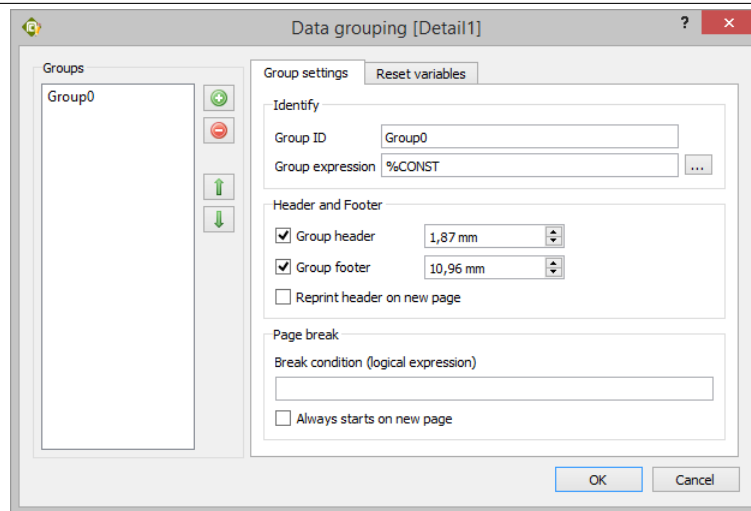 Data grouping [Detail1]
? ×
Groups
Group0
Group settings
Reset variables
Identify
Group ID
Group0
Group expression
%CONST
...
Header and Footer
Group header
1,87 mm
Group footer
10,96 mm
Reprint header on new page
Page break
Break condition (logical expression)
Always starts on new page
OK
Cancel